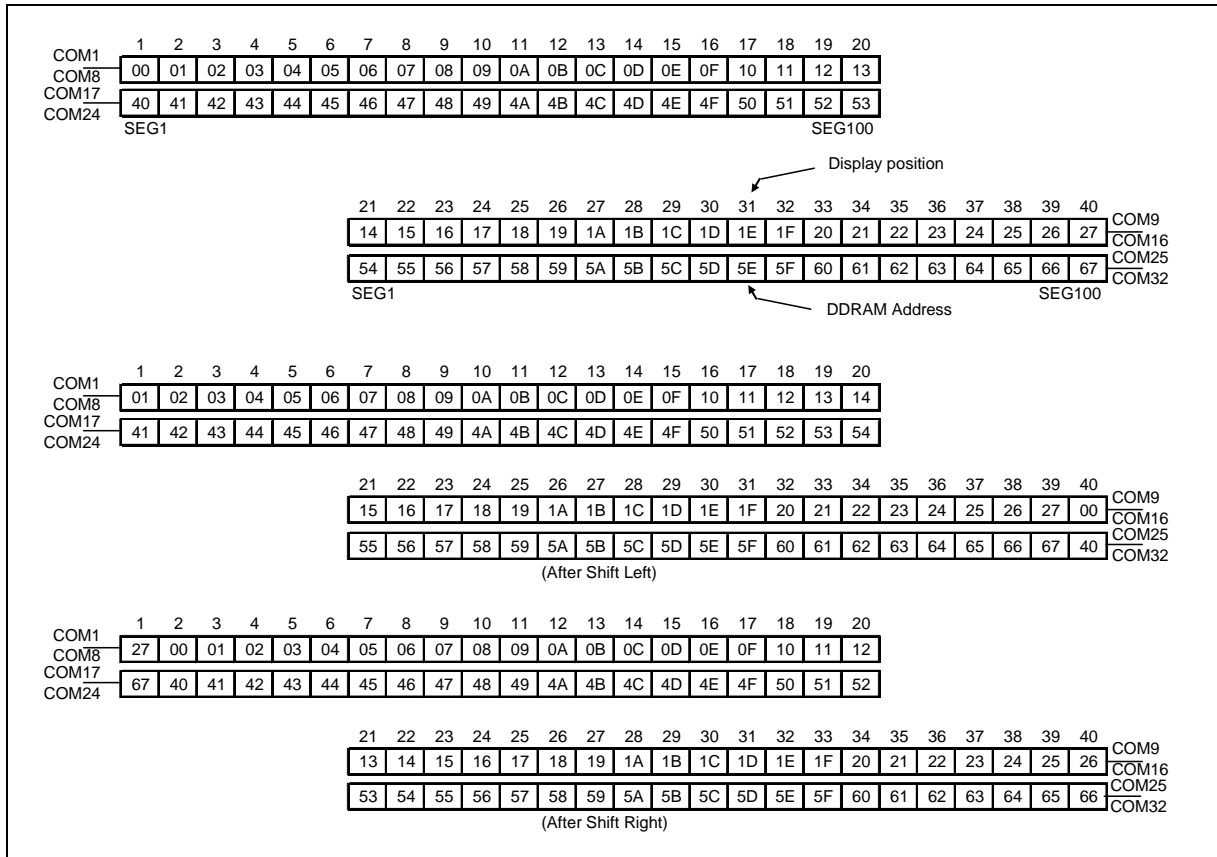 1 2 3 4 5 6 7 8 9 10 11 12 13 14 15 16 17 18 19 20
COM1
COM8 00 01 02 03 04 05 06 07 08 09 0A 0B 0C 0D 0E 0F 10 11 12 13
COM17
COM24 40 41 42 43 44 45 46 47 48 49 4A 4B 4C 4D 4E 4F 50 51 52 53
SEG1 SEG100
Display position
21 22 23 24 25 26 27 28 29 30 31 32 33 34 35 36 37 38 39 40
COM9
14 15 16 17 18 19 1A 1B 1C 1D 1E 1F 20 21 22 23 24 25 26 27 COM16
COM25
54 55 56 57 58 59 5A 5B 5C 5D 5E 5F 60 61 62 63 64 65 66 67 COM32
SEG1 SEG100
DDRAM Address
1 2 3 4 5 6 7 8 9 10 11 12 13 14 15 16 17 18 19 20
COM1
COM8 01 02 03 04 05 06 07 08 09 0A 0B 0C 0D 0E 0F 10 11 12 13 14
COM17
COM24 41 42 43 44 45 46 47 48 49 4A 4B 4C 4D 4E 4F 50 51 52 53 54
21 22 23 24 25 26 27 28 29 30 31 32 33 34 35 36 37 38 39 40
COM9
15 16 17 18 19 1A 1B 1C 1D 1E 1F 20 21 22 23 24 25 26 27 00 COM16
COM25
55 56 57 58 59 5A 5B 5C 5D 5E 5F 60 61 62 63 64 65 66 67 40 COM32
(After Shift Left)
1 2 3 4 5 6 7 8 9 10 11 12 13 14 15 16 17 18 19 20
COM1
COM8 27 00 01 02 03 04 05 06 07 08 09 0A 0B 0C 0D 0E 0F 10 11 12
COM17
COM24 67 40 41 42 43 44 45 46 47 48 49 4A 4B 4C 4D 4E 4F 50 51 52
21 22 23 24 25 26 27 28 29 30 31 32 33 34 35 36 37 38 39 40
COM9
13 14 15 16 17 18 19 1A 1B 1C 1D 1E 1F 20 21 22 23 24 25 26 COM16
COM25
53 54 55 56 57 58 59 5A 5B 5C 5D 5E 5F 60 61 62 63 64 65 66 COM32
(After Shift Right)